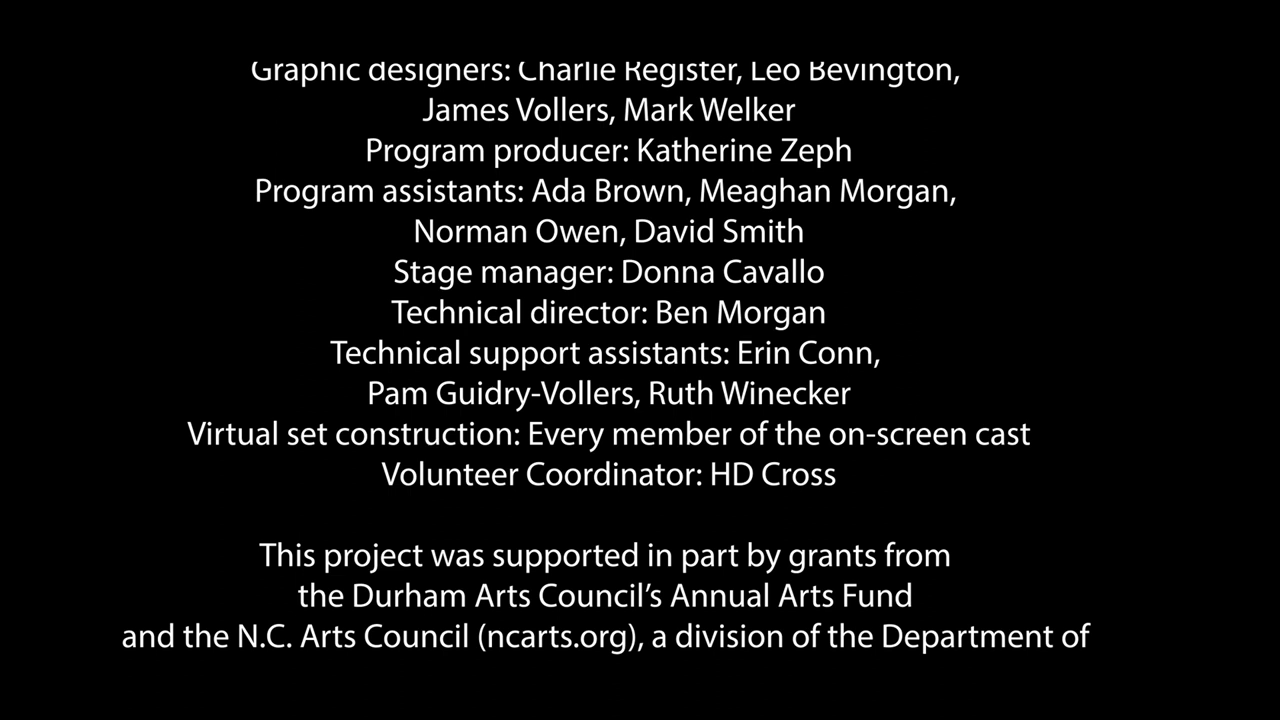 Graphic designers: Charlie Register, Leo Bevington,
James Vollers, Mark Welker
Program producer: Katherine Zeph
Program assistants: Ada Brown, Meaghan Morgan,
Norman Owen, David Smith
Stage manager: Donna Cavallo
Technical director: Ben Morgan
Technical support assistants: Erin Conn,
Pam Guidry-Vollers, Ruth Winecker
Virtual set construction: Every member of the on-screen cast
Volunteer Coordinator: HD Cross
This project was supported in part by grants from
the Durham Arts Council’s Annual Arts Fund
and the N.C. Arts Council (ncarts.org), a division of the Department of